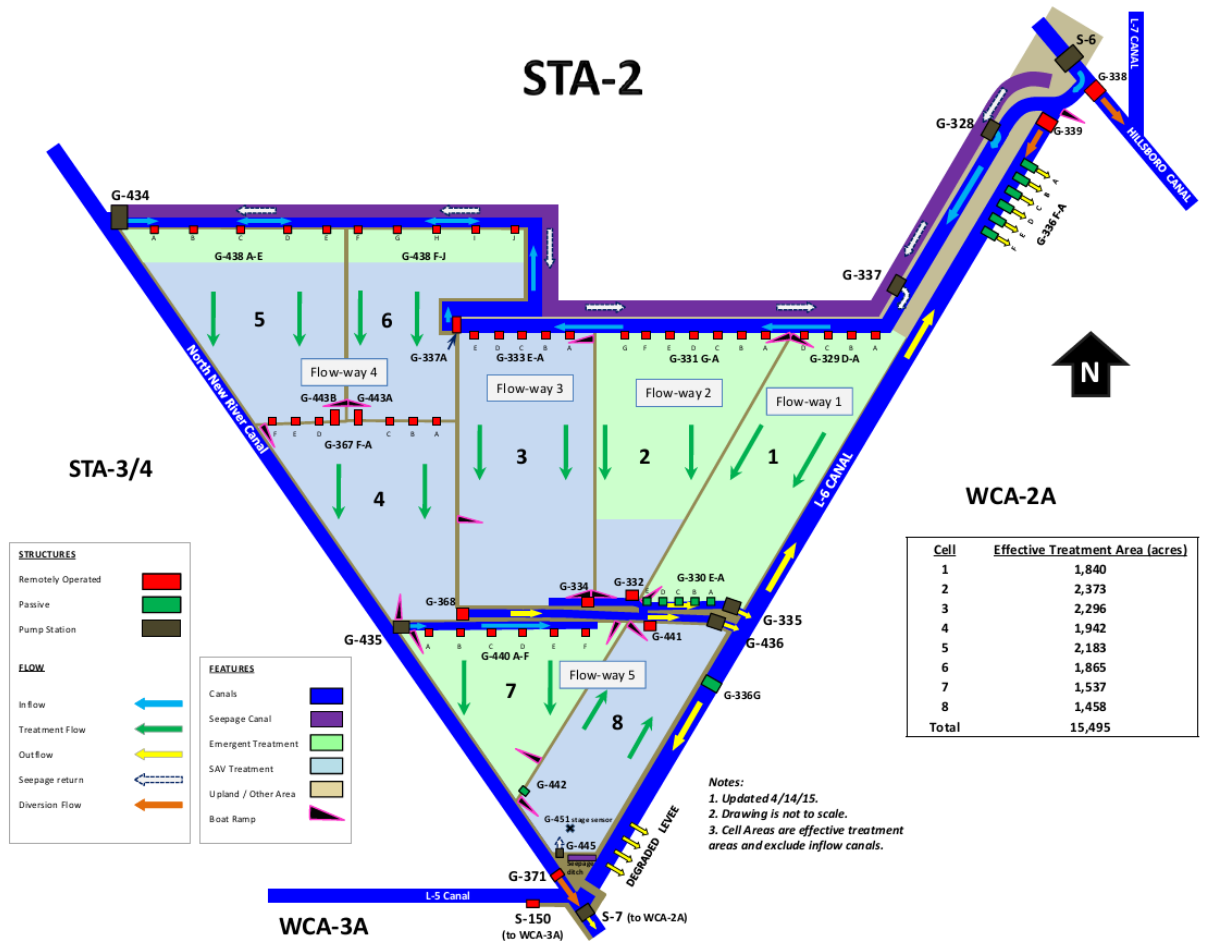 STA-2
S-6
L-7 CANAL
G-338
G-328
G-339
HILLSBORO CANAL
A
B
C
D
E
F
G-336 F-A
G-434
A B C D E F G H I J
G-438 A-E
G-438 F-J
G-337
5
6
G-337A
E D C B A
G-333 E-A
G F E D C B A
G-331 G-A
D C B A
G-329 D-A
N
Flow-way 4
Flow-way 3
Flow-way 2
Flow-way 1
G-443B
G-443A
F E D C B A
G-367 F-A
North New River Canal
STA-3/4
4
3
2
1
L-6 CANAL
WCA-2A
Cell Effective Treatment Area (acres)
1 1,840
2 2,373
3 2,296
4 1,942
5 2,183
6 1,865
7 1,537
8 1,458
Total 15,495
STRUCTURES
Remotely Operated
Passive
Pump Station
FLOW
Inflow
Treatment Flow
Outflow
Seepage return
Diversion Flow
FEATURES
Canals
Seepage Canal
Emergent Treatment
SAV Treatment
Upland / Other Area
Boat Ramp
G-334
G-332
G-330 E-A
E D C B A
G-368
G-335
G-435
G-441
G-436
A B C D E F
G-440 A-F
Flow-way 5
7
8
G-336G
G-442
G-451 stage sensor
G-445
Seepage
ditch
DEGRADED LEVEE
Notes:
1. Updated 4/14/15.
2. Drawing is not to scale.
3. Cell Areas are effective treatment
areas and exclude inflow canals.
G-371
L-5 Canal
WCA-3A
S-150
(to WCA-3A)
S-7 (to WCA-2A)